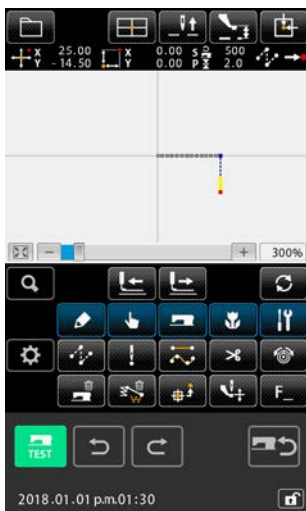 X 25.00 X 0.00 S 500
Y -14.50 Y 0.00 P 2.0
300%
W
F_
TEST
2018.01.01 p.m.01:30